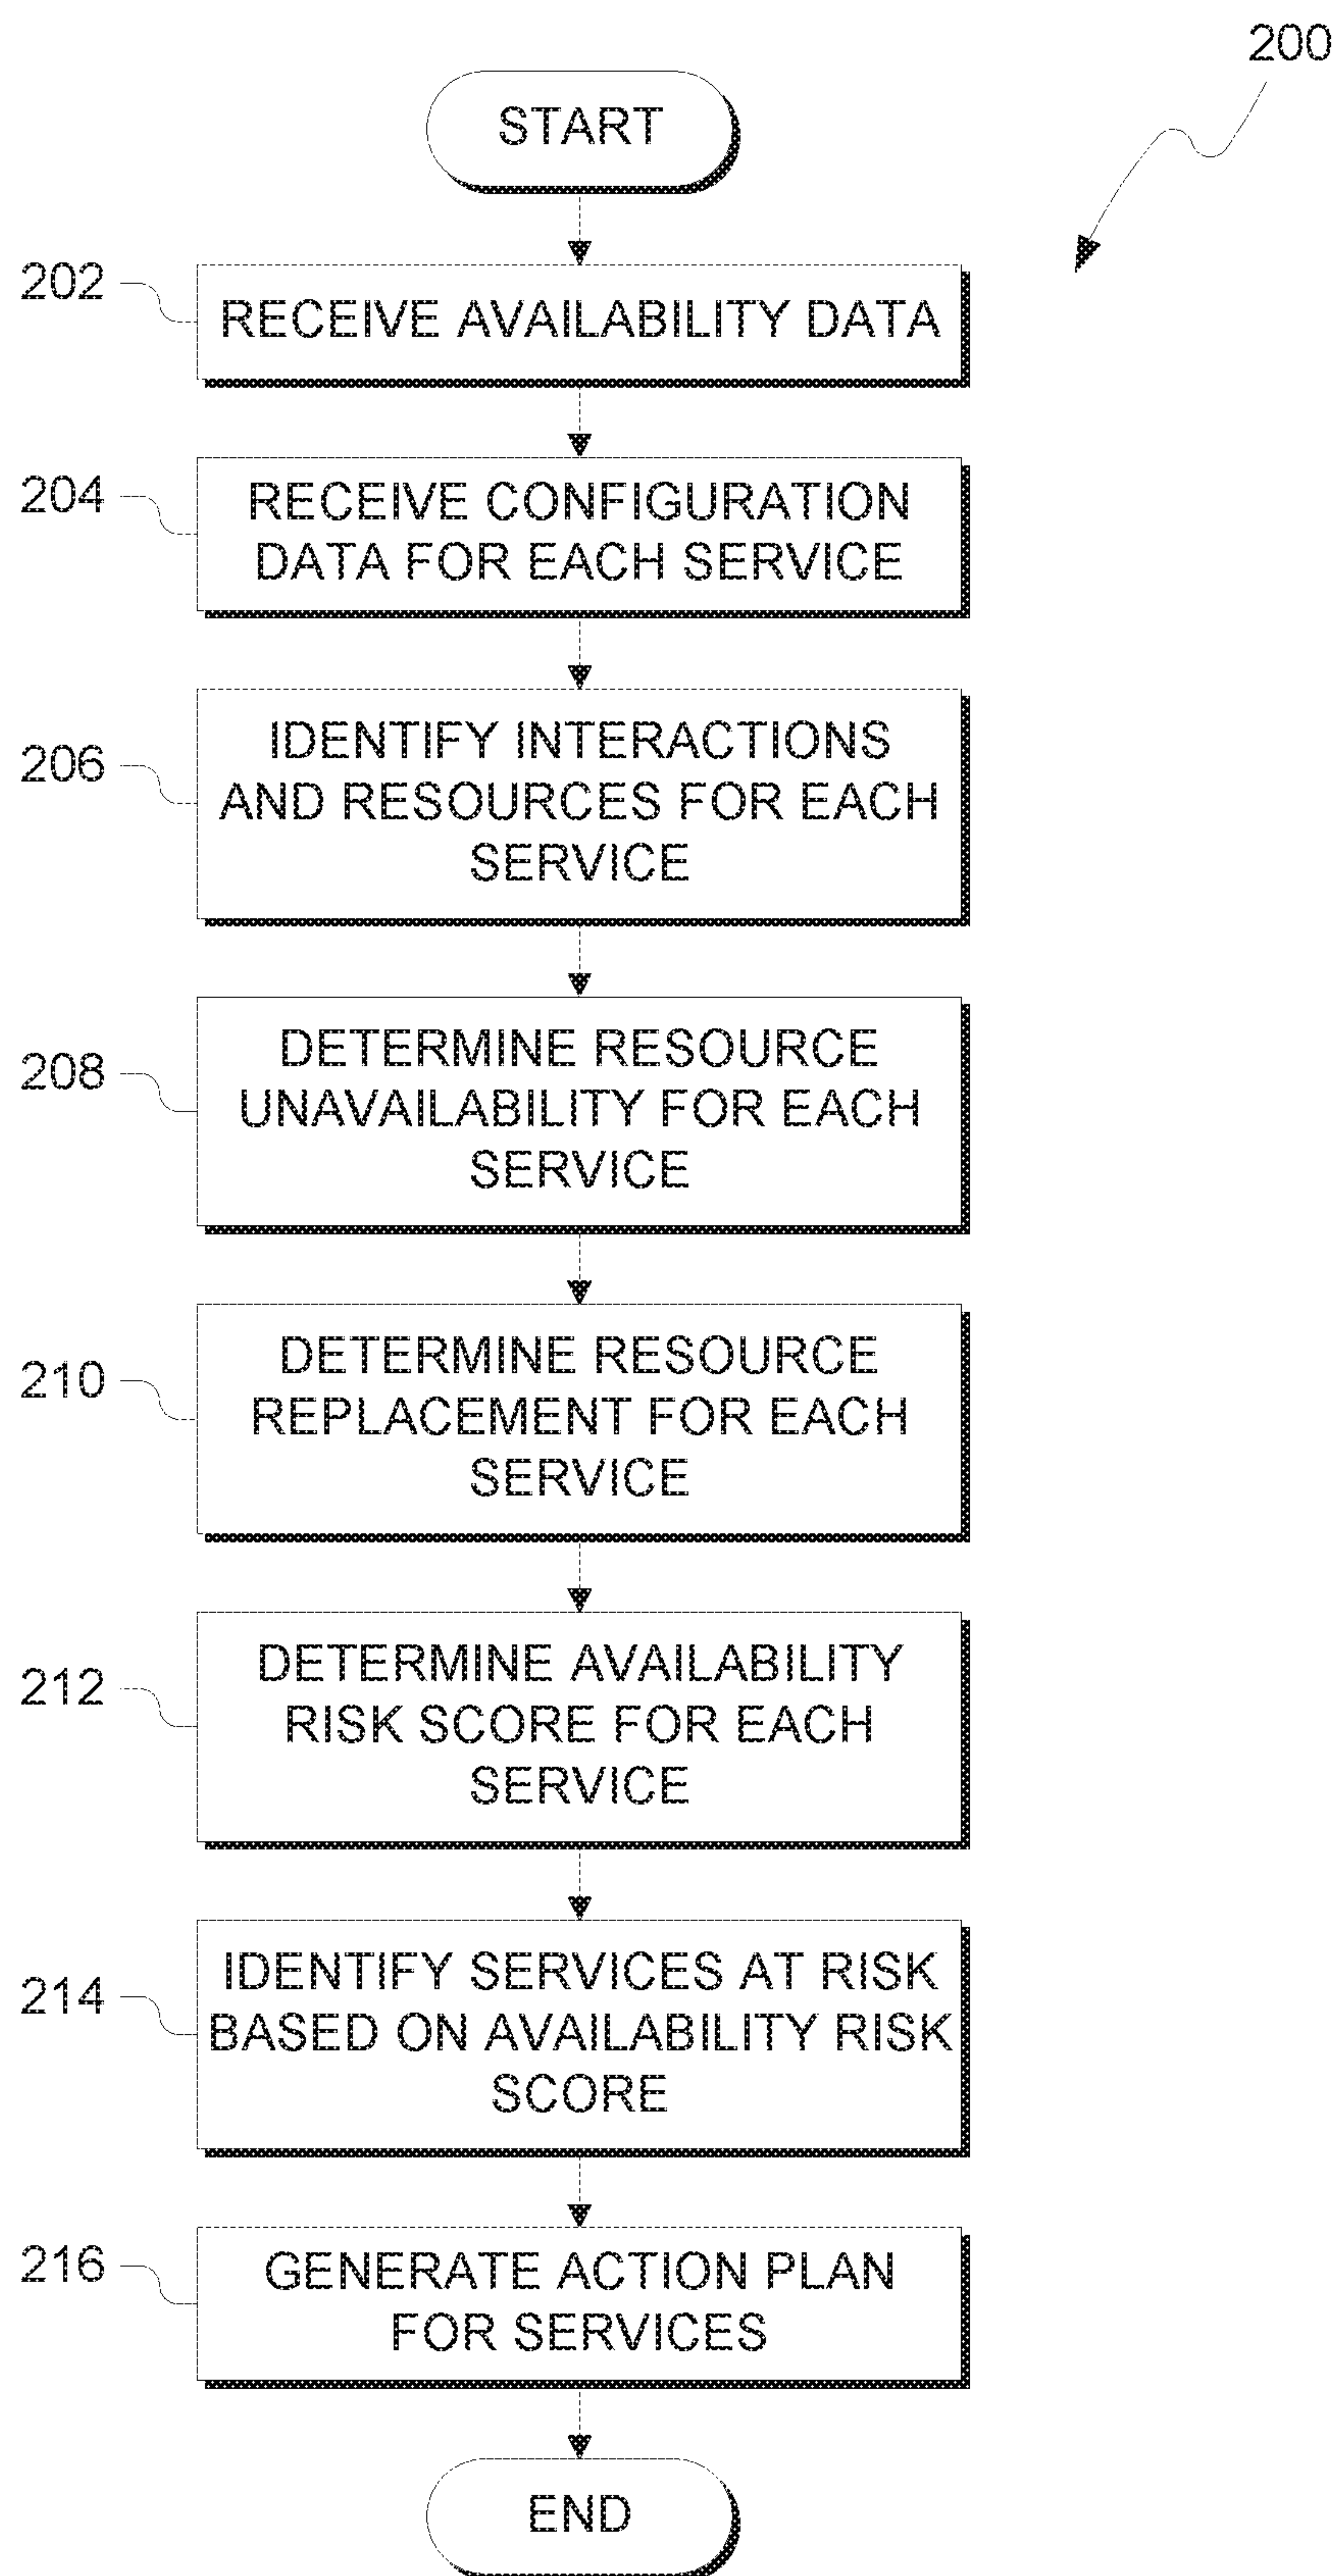 200
START
202
RECEIVE AVAILABILITY DATA
204
RECEIVE CONFIGURATION
DATA FOR EACH SERVICE
206
IDENTIFY INTERACTIONS
AND RESOURCES FOR EACH
SERVICE
208
DETERMINE RESOURCE
UNAVAILABILITY FOR EACH
SERVICE
210
DETERMINE RESOURCE
REPLACEMENT FOR EACH
SERVICE
212
DETERMINE AVAILABILITY
RISK SCORE FOR EACH
SERVICE
214
IDENTIFY SERVICES AT RISK
BASED ON AVAILABILITY RISK
SCORE
216
GENERATE ACTION PLAN
FOR SERVICES
END